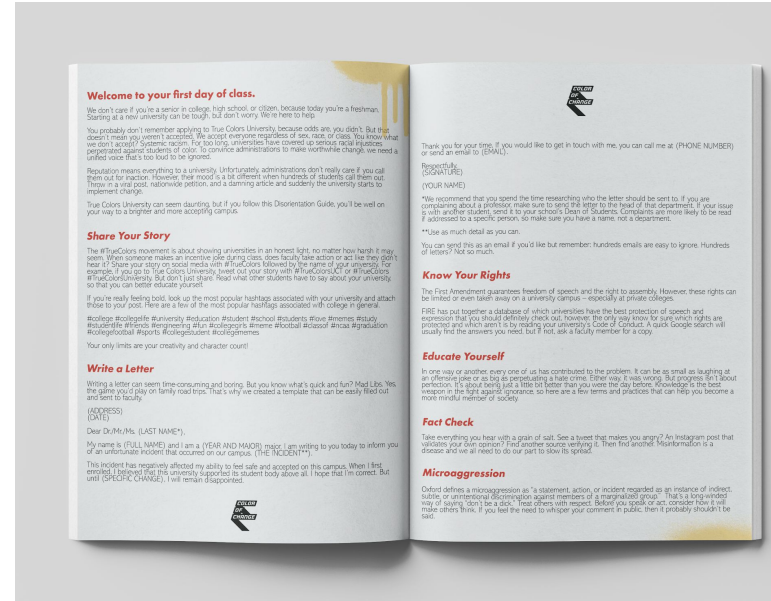 Welcome to your first day of class.
We don't care if you're a senior in college, high school, or citizen, because today you're a freshman.
Starting at a new university can be tough, but don't worry. We're here to help.
You probably don't remember applying to True Colors University, because odds are, you didn't. But that
doesn't mean you weren't accepted. We accept everyone regardless of sex, race, or class. You know what
we don't accept? Systemic racism. For too long, universities have covered up serious racial injustices
perpetrated against students of color. To convince administrations to make worthwhile change, we need a
unified voice that's too loud to be ignored.
Reputation means everything to a university. Unfortunately, administrations don't really care if you call
them out for inaction. However, their mood is a bit different when hundreds of students call them out.
Throw in a viral post, nationwide petition, and a damning article and suddenly the university starts to
implement change.
True Colors University can seem daunting, but if you follow this Disorientation Guide, you'll be well on
your way to a brighter and more accepting campus.
Share Your Story
The #TrueColors movement is about showing universities in an honest light, no matter how harsh it may
seem. When someone makes an incentive joke during class, does faculty take action or act like they didn't
hear it? Share your story on social media with #TrueColors followed by the name of your university. For
example, if you go to True Colors University, tweet out your story with #TrueColorsUCT or #TrueColors
#TrueColorsUniversity. But don't just share. Read what other students have to say about your university,
so that you can better educate yourself.
If you're really feeling bold, look up the most popular hashtags associated with your university and attach
those to your post. Here are a few of the most popular hashtags associated with college in general.
#college #collegelife #university #education #student #school #students #love #memes #study
#studentlife #friends #engineering #fun #collegegirls #meme #football #classof #ncaa #graduation
#collegefootball #sports #collegestudent #collegememes
Your only limits are your creativity and character count!
Write a Letter
Writing a letter can seem time-consuming and boring. But you know what's quick and fun? Mad Libs. Yes,
the game you'd play on family road trips. That's why we created a template that can be easily filled out
and sent to faculty.
(ADDRESS)
(DATE)
Dear Dr./Mr./Ms. (LAST NAME*),
My name is (FULL NAME) and I am a (YEAR AND MAJOR) major. I am writing to you today to inform you
of an unfortunate incident that occurred on our campus. (THE INCIDENT**).
This incident has negatively affected my ability to feel safe and accepted on this campus. When I first
enrolled, I believed that this university supported its student body above all. I hope that I'm correct. But
until (SPECIFIC CHANGE), I will remain disappointed.
COLOR
OF
CHANGE
COLOR
OF
CHANGE
Thank you for your time, If you would like to get in touch with me, you can call me at (PHONE NUMBER)
or send an email to (EMAIL).
Respectfully,
(SIGNATURE)
(YOUR NAME)
*We recommend that you spend the time researching who the letter should be sent to. If you are
complaining about a professor, make sure to send the letter to the head of that department. If your issue
is with another student, send it to your school's Dean of Students. Complaints are more likely to be read
if addressed to a specific person, so make sure you have a name, not a department.
**Use as much detail as you can.
You can send this as an email if you'd like but remember: hundreds emails are easy to ignore. Hundreds
of letters? Not so much.
Know Your Rights
The First Amendment guarantees freedom of speech and the right to assembly. However, these rights can
be limited or even taken away on a university campus – especially at private colleges.
FIRE has put together a database of which universities have the best protection of speech and
expression that you should definitely check out, however, the only way know for sure which rights are
protected and which aren't is by reading your university's Code of Conduct. A quick Google search will
usually find the answers you need, but if not, ask a faculty member for a copy.
Educate Yourself
In one way or another, every one of us has contributed to the problem. It can be as small as laughing at
an offensive joke or as big as perpetuating a hate crime. Either way, it was wrong. But progress isn't about
perfection. It's about being just a little bit better than you were the day before. Knowledge is the best
weapon in the fight against ignorance, so here are a few terms and practices that can help you become a
more mindful member of society.
Fact Check
Take everything you hear with a grain of salt. See a tweet that makes you angry? An Instagram post that
validates your own opinion? Find another source verifying it. Then find another. Misinformation is a
disease and we all need to do our part to slow its spread.
Microaggression
Oxford defines a microaggression as "a statement, action, or incident regarded as an instance of indirect,
subtle, or unintentional discrimination against members of a marginalized group." That's a long-winded
way of saying "don't be a dick." Treat others with respect. Before you speak or act, consider how it will
make others think. If you feel the need to whisper your comment in public, then it probably shouldn't be
said.